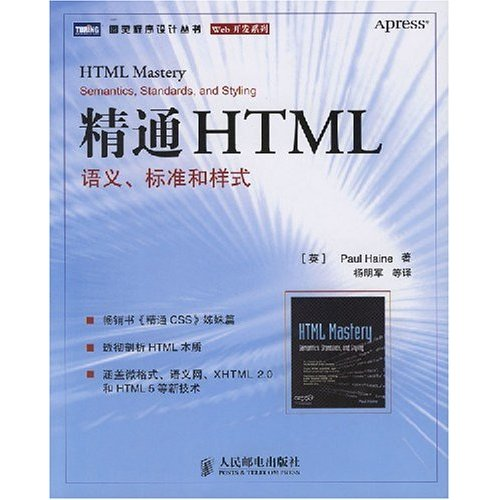 TURING 图灵程序设计丛书 Web开发系列
Apress®
HTML Mastery
Semantics, Standards, and Styling
精通HTML
语义、标准和样式
[英] Paul Haine 著
杨明军 等译
畅销书《精通CSS》姊妹篇
透彻剖析HTML本质
涵盖微格式、语义网、XHTML 2.0
和HTML 5等新技术
HTML Mastery
Semantics, Standards, and Styling
Paul Haine
人民邮电出版社
POSTS & TELECOM PRESS